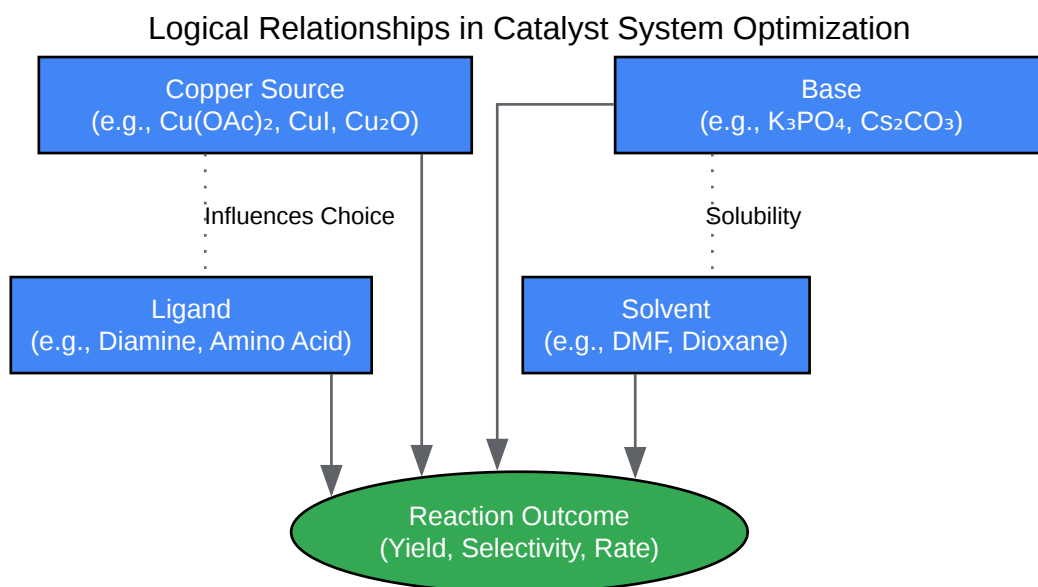 Logical Relationships in Catalyst System Optimization
Copper Source
(e.g., Cu(OAc)₂, CuI, Cu₂O)
Base
(e.g., K₃PO₄, Cs₂CO₃)
Influences Choice
Solubility
Ligand
(e.g., Diamine, Amino Acid)
Solvent
(e.g., DMF, Dioxane)
Reaction Outcome
(Yield, Selectivity, Rate)